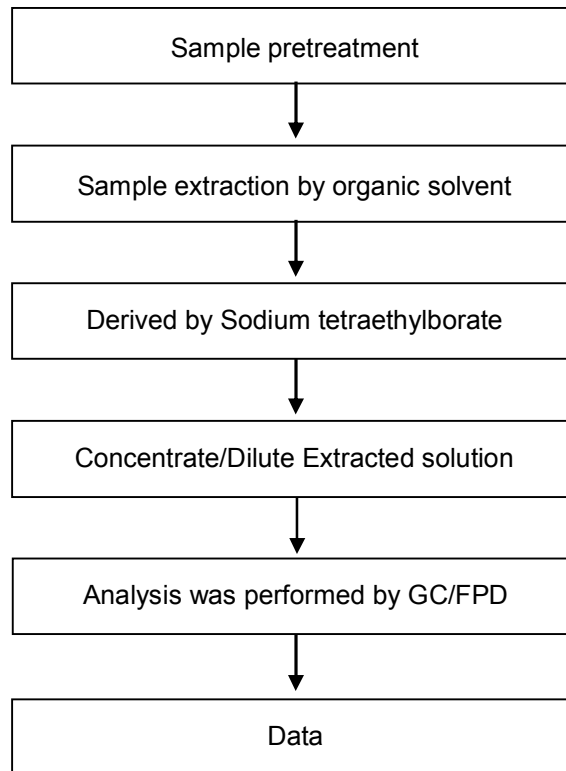 Sample pretreatment
Sample extraction by organic solvent
Derived by Sodium tetraethylborate
Concentrate/Dilute Extracted solution
Analysis was performed by GC/FPD
Data